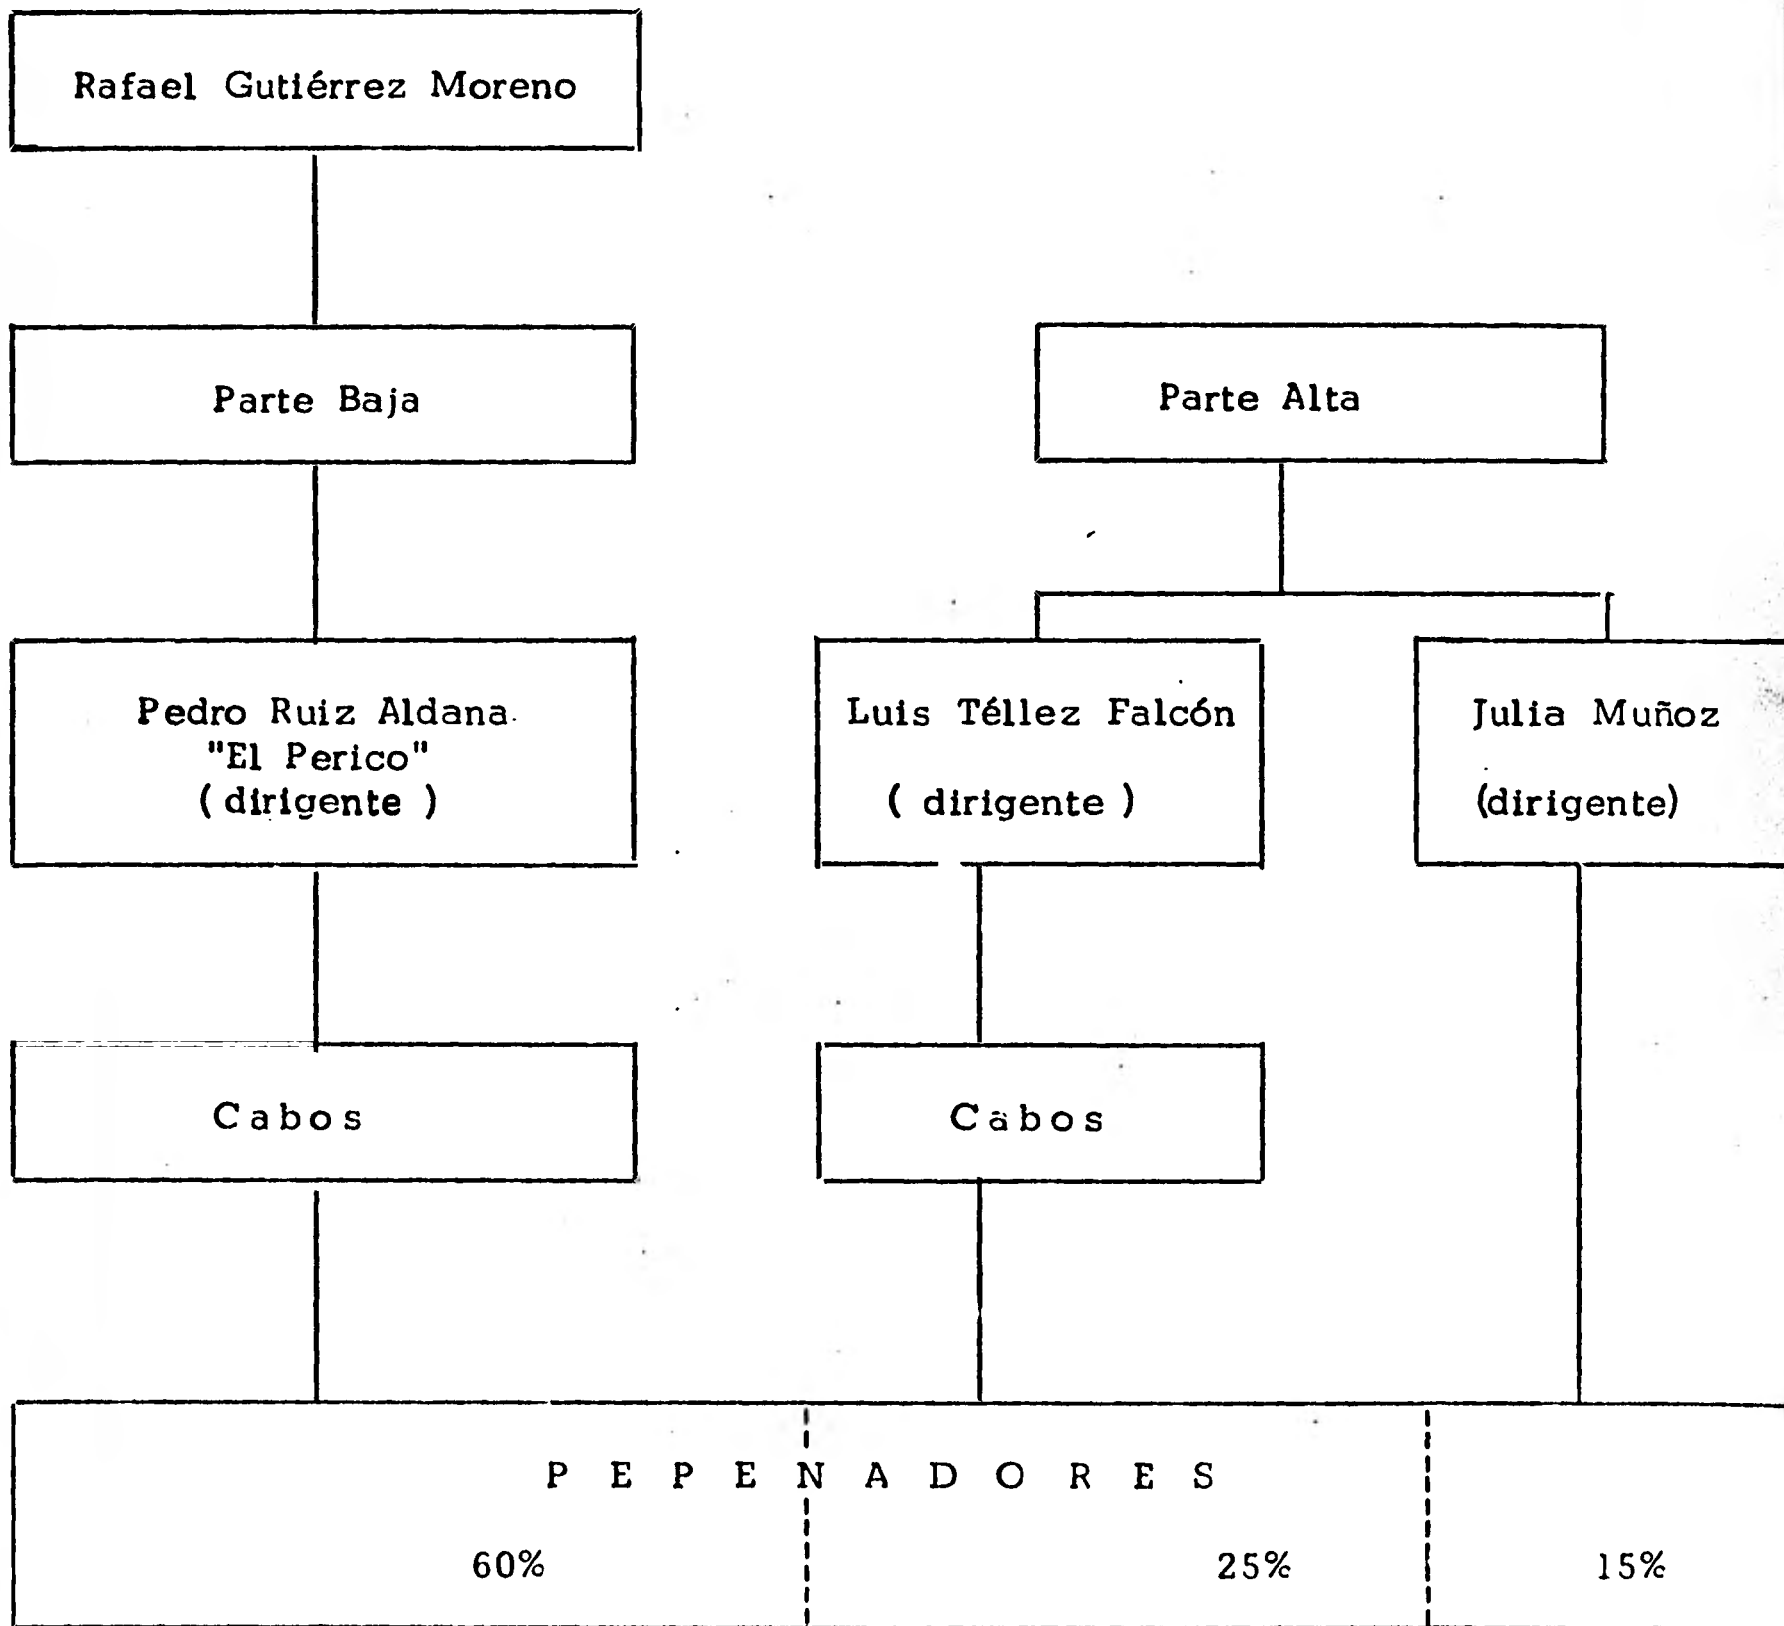 Rafael Gutiérrez Moreno
Parte Baja
Parte Alta
Pedro Ruiz Aldana
"El Perico"
( dirigente )
Luis Téllez Falcón
( dirigente )
Julia Muñoz
(dirigente)
Cabos
Cabos
PEPENADORES
60%
25%
15%